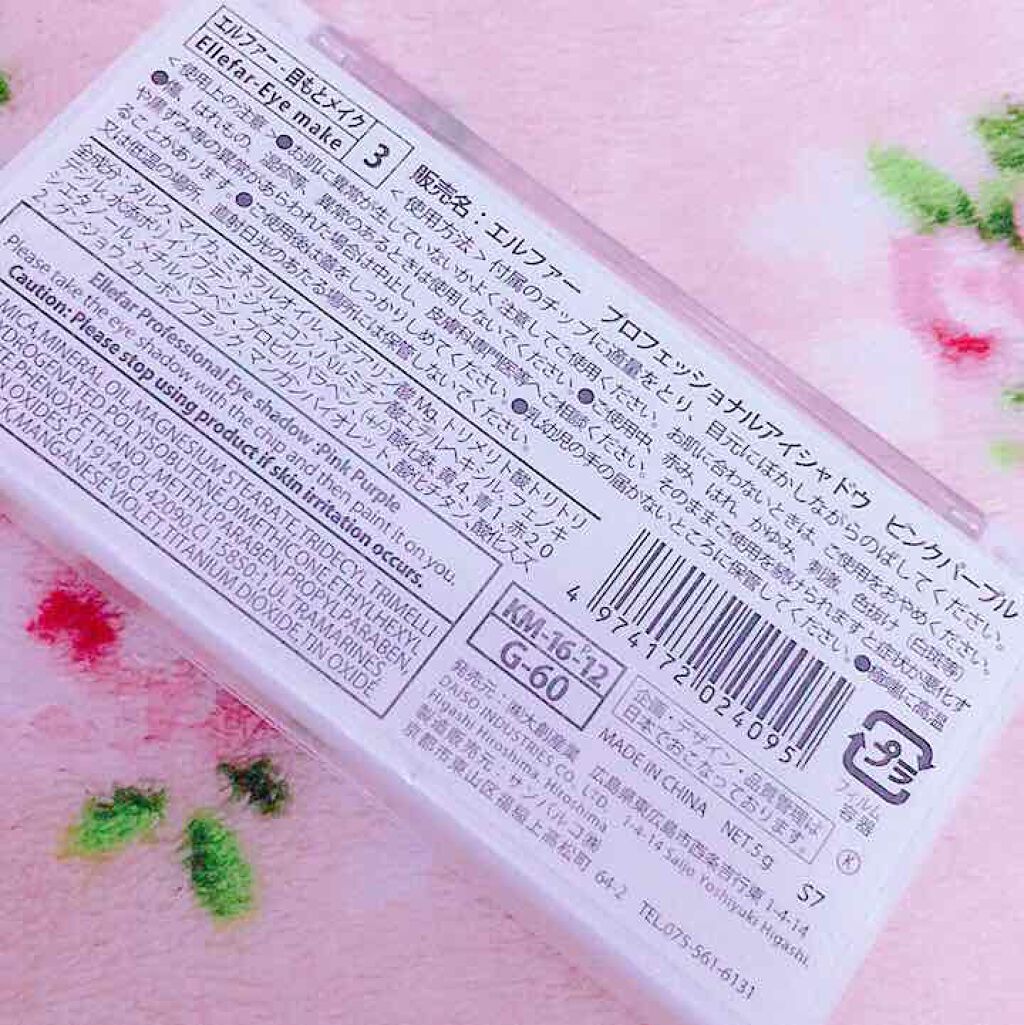 エルファー・目もとメイク
Ellefar-Eye make
3
販売名：エルファー プロフェッショナルアイシャドウ ピンクパープル
<使用方法>付属のチップに適量をとり、目元にぼかしながらのばしてください。
<使用上の注意>●お肌に異常が生じていないかよく注意してご使用ください。お肌に合わないときは、ご使用をおやめください。
●傷、はれもの、湿疹等、異常のあるときは使用しないでください。●ご使用中、赤み、はれ、かゆみ、刺激、色抜け（白斑等）
や黒ずみ等の異常があらわれた場合は中止し、皮膚科専門医等へご相談ください。そのままご使用を続けられますと症状が悪化す
ることがあります。●ご使用後は蓋をしっかりしめてください。●乳幼児の手の届かないところに保管してください。●極端に高温
又は低温の場所、直射日光のあたる場所には保管しないでください。
全成分：タルク、マイカ、ミネラルオイル、ステアリン酸Mg、トリメリト酸トリトリ
デシル、水添ポリイソブテン、ジメチコン、パルミチン酸エチルヘキシル、フェノキ
シエタノール、メチルパラベン、プロピルパラベン、(+/-)酸化鉄、黄4、青1、赤20
2、グンジョウ、カーボンブラック、マンガンバイオレット、酸化チタン、酸化スズ
Ellefar Professional Eye shadow :Pink Purple
Please take the eye shadow with the chip and then paint it on you.
Caution: Please stop using product if skin irritation occurs.
MICA, MINERAL OIL, MAGNESIUM STEARATE, TRIDECYL TRIMELLI
DROGENATED POLYISOBUTENE, DIMETHICONE, ETHYLHEXYL
PHENOXYETHANOL, METHYLPARABEN, PROPYLPARABEN,
N OXIDES, CI 19140, CI 42090, CI 15850:1, ULTRAMARINES,
K, MANGANESE VIOLET, TITANIUM DIOXIDE, TIN OXIDE
KM-16-12
G-60
4 974172 024095
プラ
フィルム
容器
企画・デザイン・品質管理は
日本でおこなっております。
MADE IN CHINA NET.5g
K
S7
発売元：㈱大創産業 広島県東広島市西条吉行東 1-4-14
DAISO INDUSTRIES Co., LTD. 1-4-14 Saijo Yoshiyuki Higashi,
Higashi Hiroshima, Hiroshima
製造販売元：サンパルコ㈱
京都市東山区福稲上高松町 64-2 TEL.075-561-6131